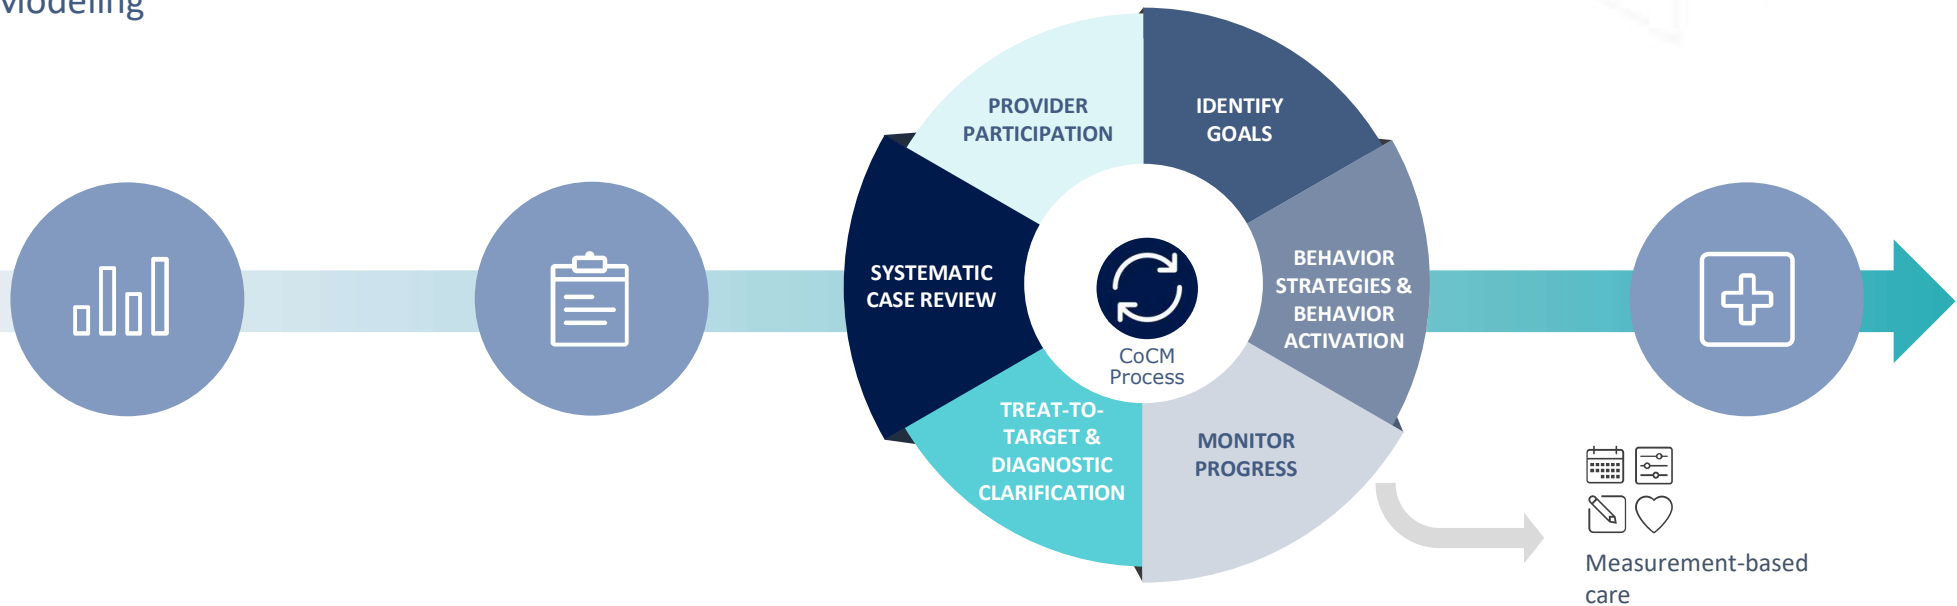 Modeling
PROVIDER
PARTICIPATION
IDENTIFY
GOALS
BEHAVIOR
STRATEGIES &
BEHAVIOR
ACTIVATION
MONITOR
PROGRESS
TREAT-TO-
TARGET &
DIAGNOSTIC
CLARIFICATION
SYSTEMATIC
CASE REVIEW
CoCM
Process
Measurement-based
care